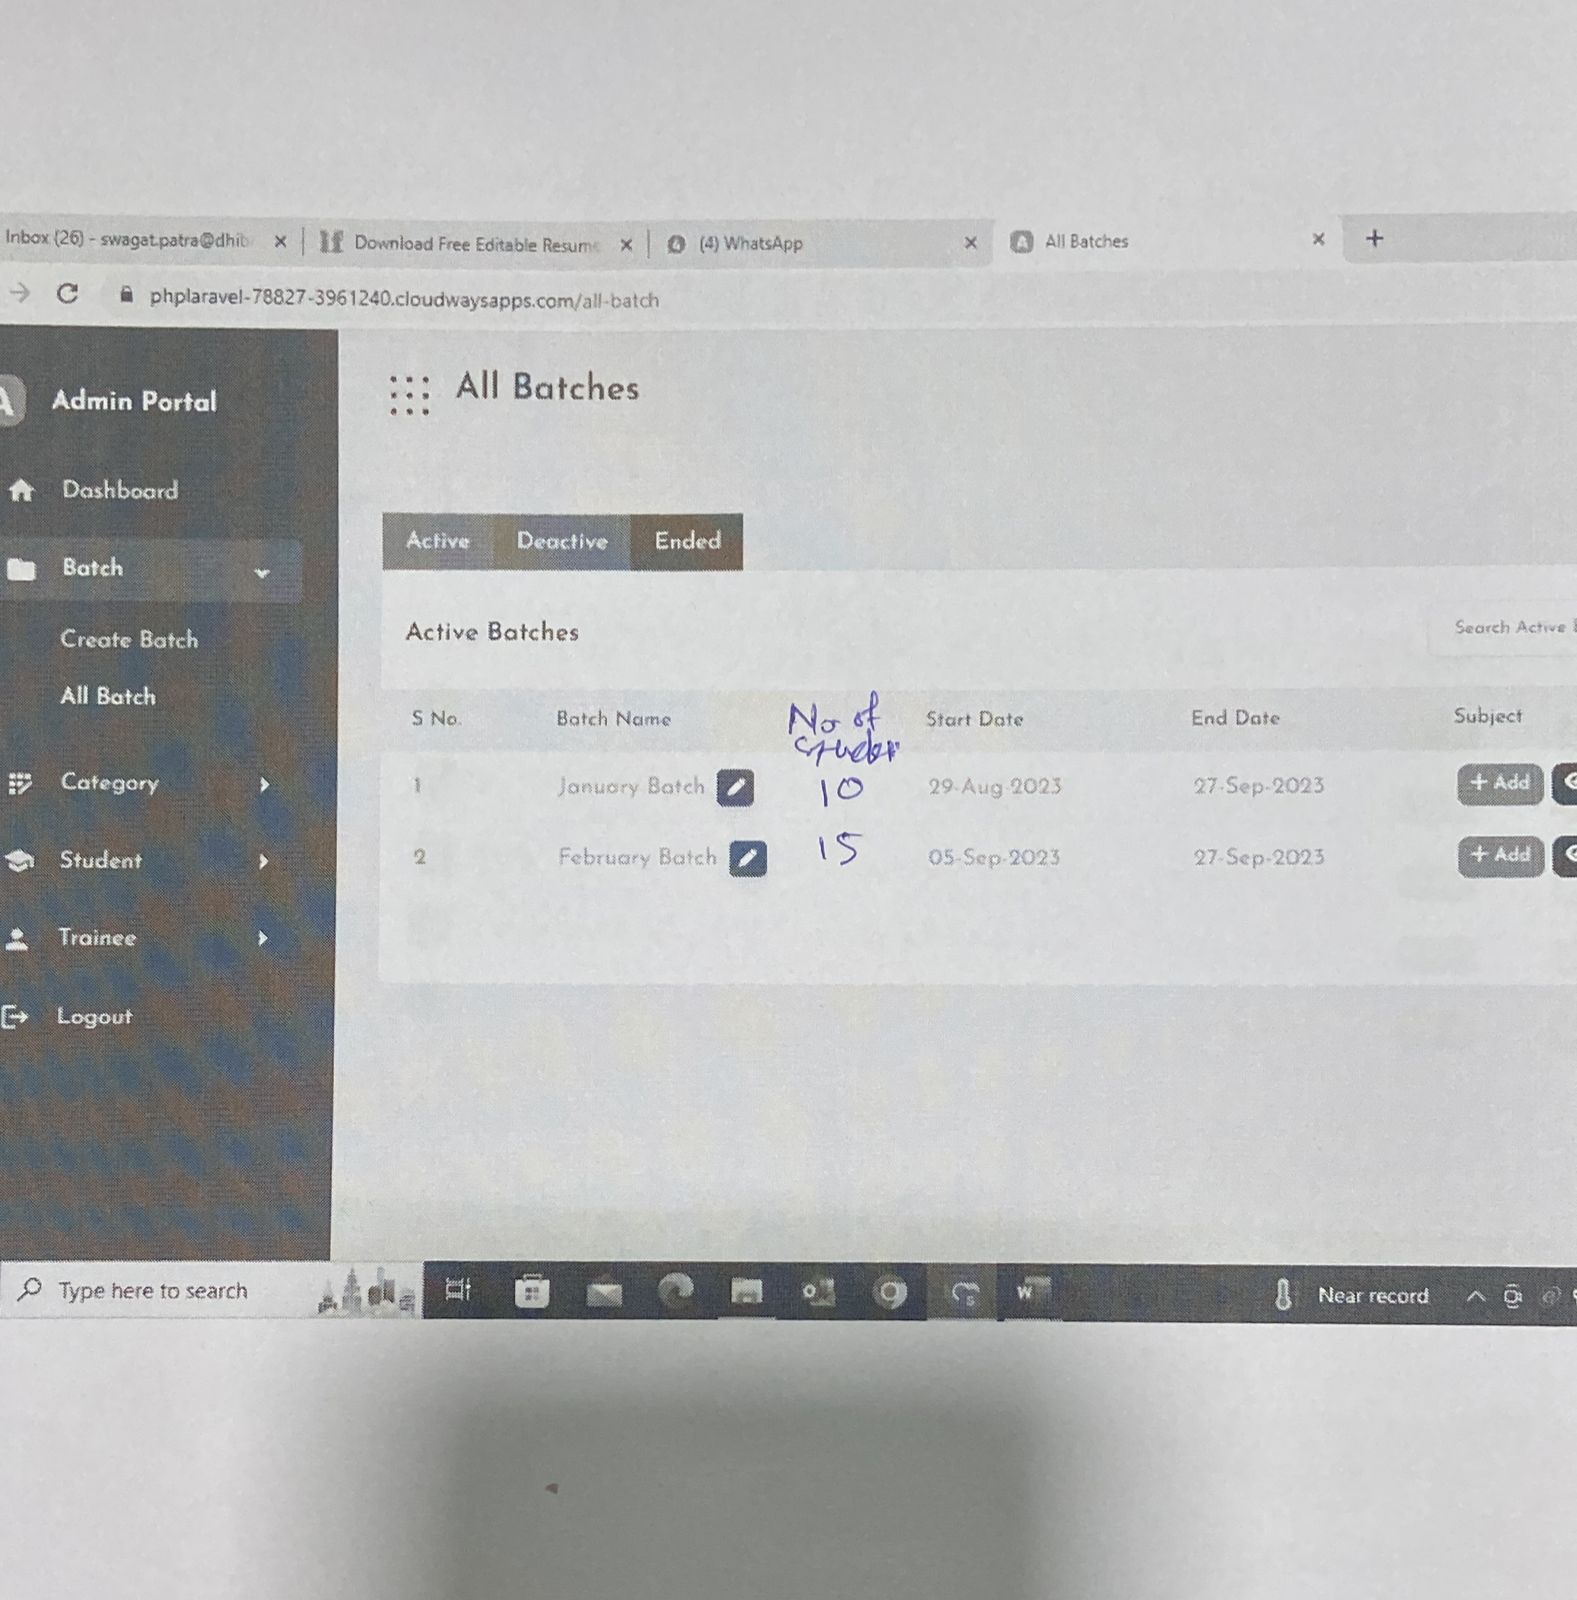 Inbox (26) - swagat.patra@dhib
Download Free Editable Resume
(4) WhatsApp
All Batches
phplaravel-78827-3961240.cloudwaysapps.com/all-batch
Admin Portal
All Batches
Dashboard
Active Deactive Ended
Batch
Create Batch
Active Batches
Search Active
All Batch
S No. Batch Name No of Start Date End Date Subject
Category
1 January Batch 10 29-Aug-2023 27-Sep-2023 + Add
Student
2 February Batch 15 05-Sep-2023 27-Sep-2023 + Add
Trainee
Logout
Type here to search
Near record